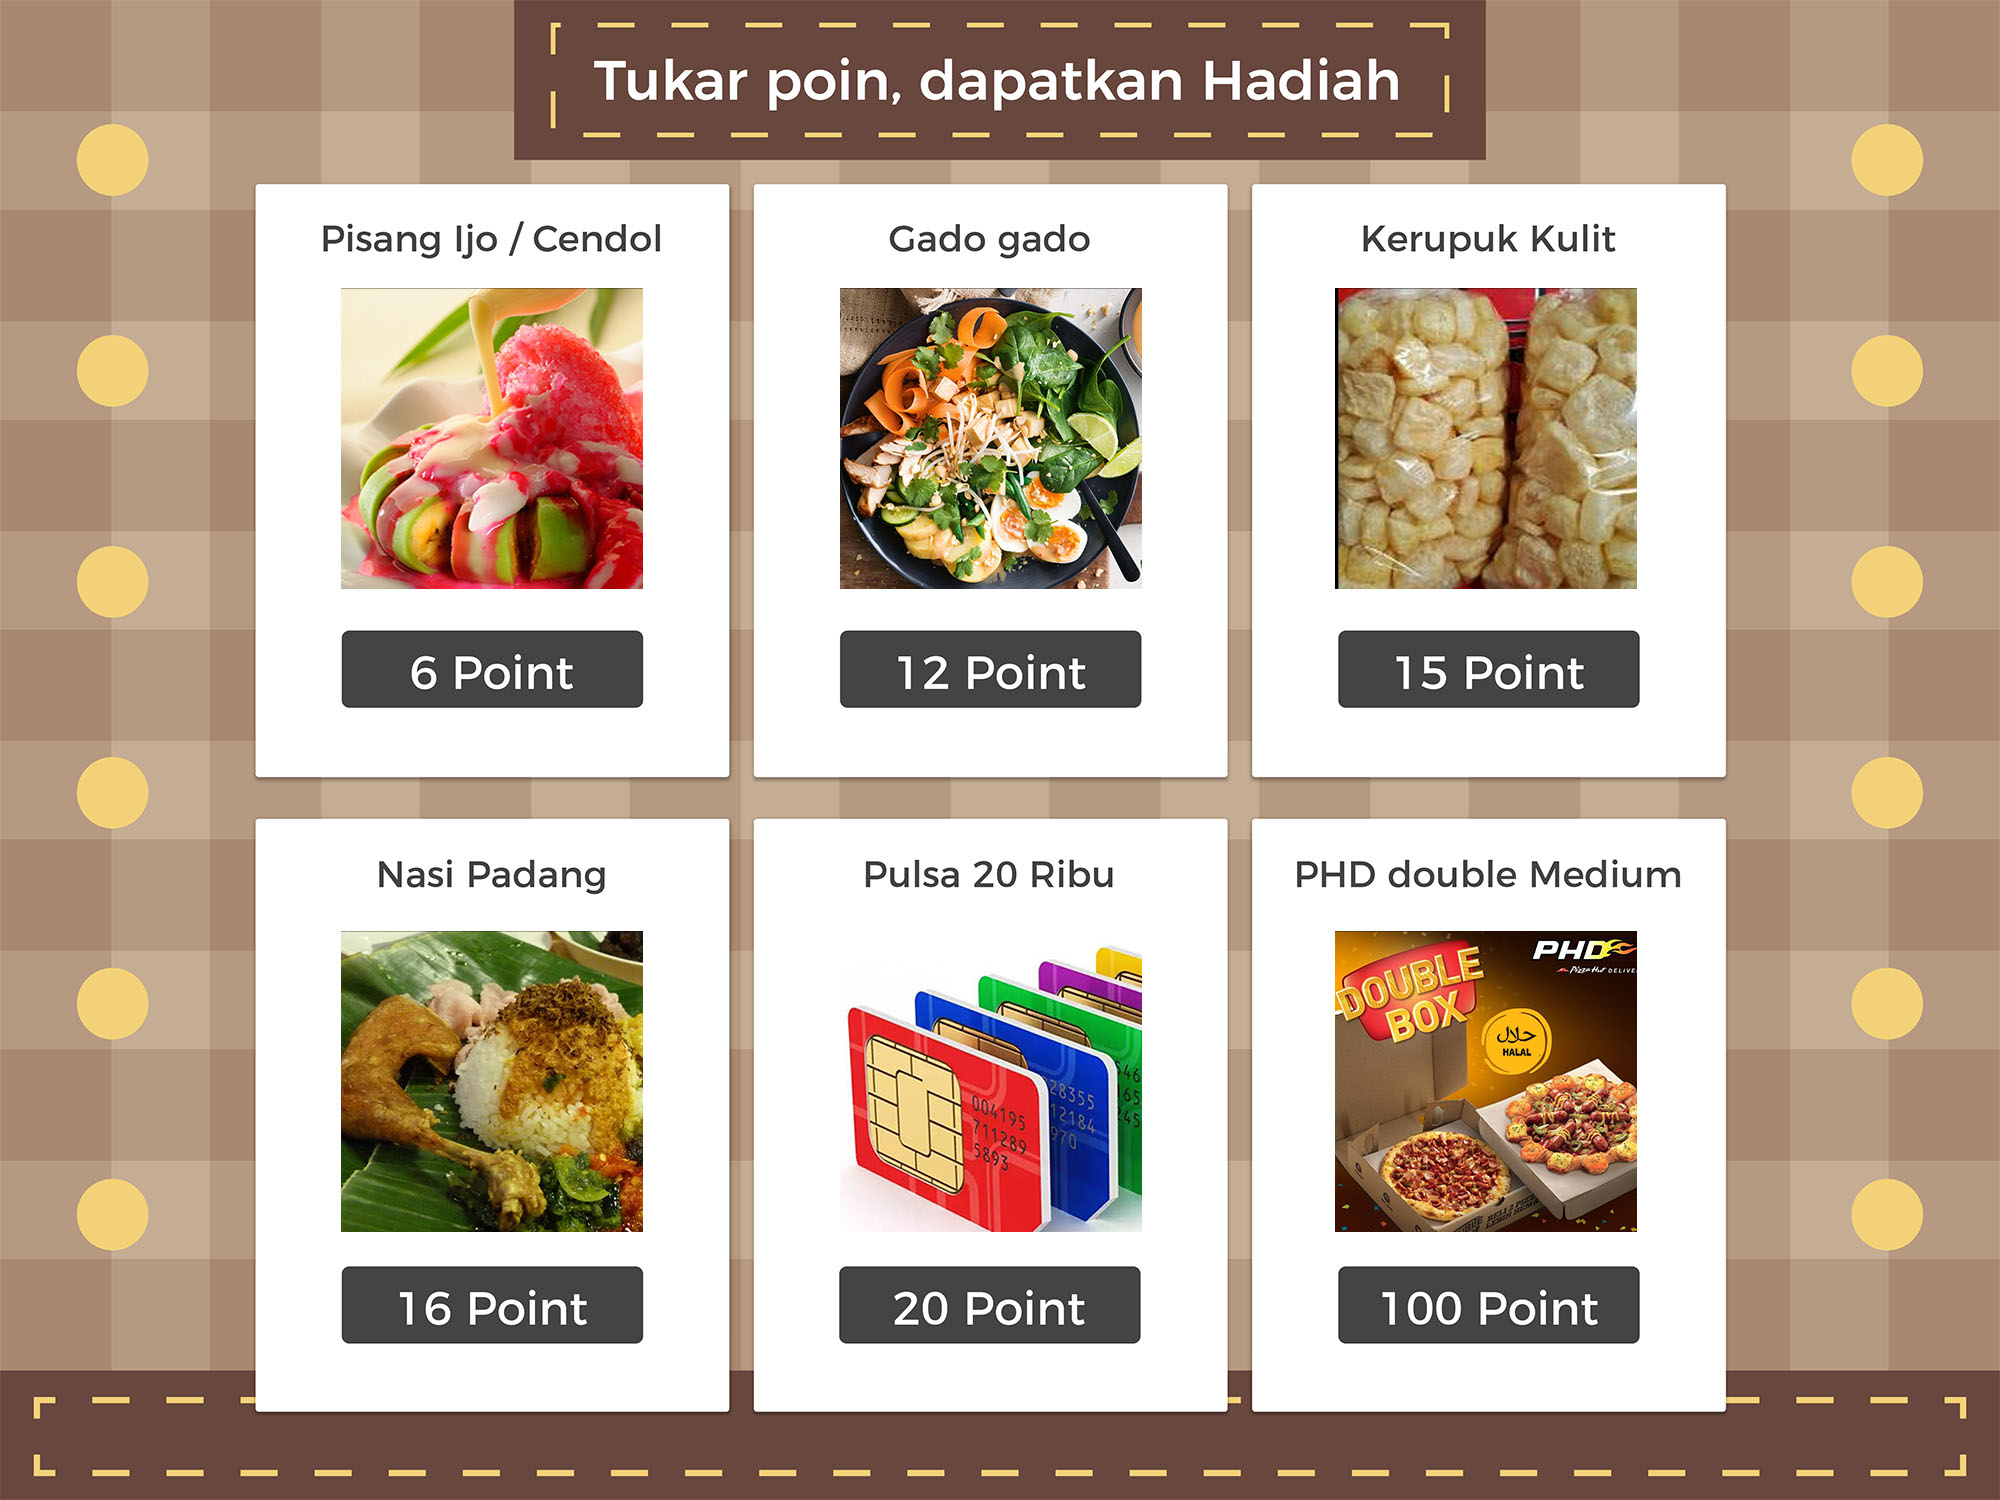 Tukar poin, dapatkan Hadiah
Pisang Ijo / Cendol
Gado gado
Kerupuk Kulit
6 Point
12 Point
15 Point
Nasi Padang
Pulsa 20 Ribu
PHD double Medium
004195
711289
5893
28355
12184
970
PHD
Pizza Hut
DOUBLE
BOX
حلال
HALAL
16 Point
20 Point
100 Point